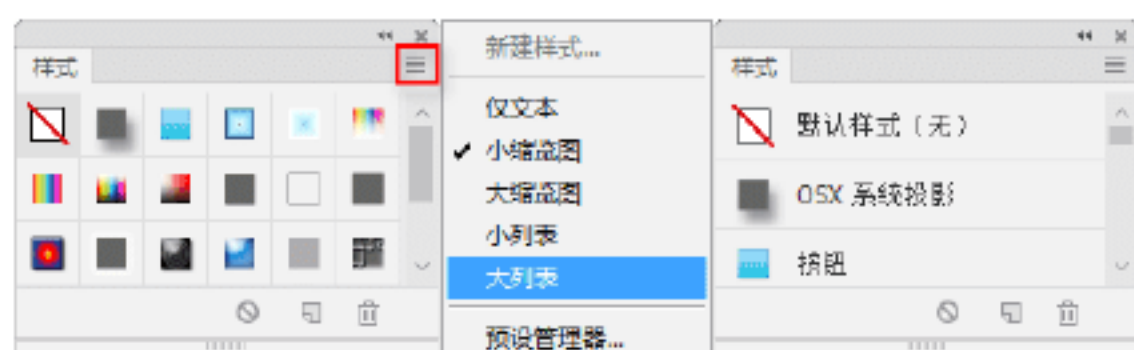 样式
新建样式...
仅文本
小缩览图
大缩览图
小列表
大列表
预设管理器...
样式
默认样式（无）
OSX 系统投影
按钮